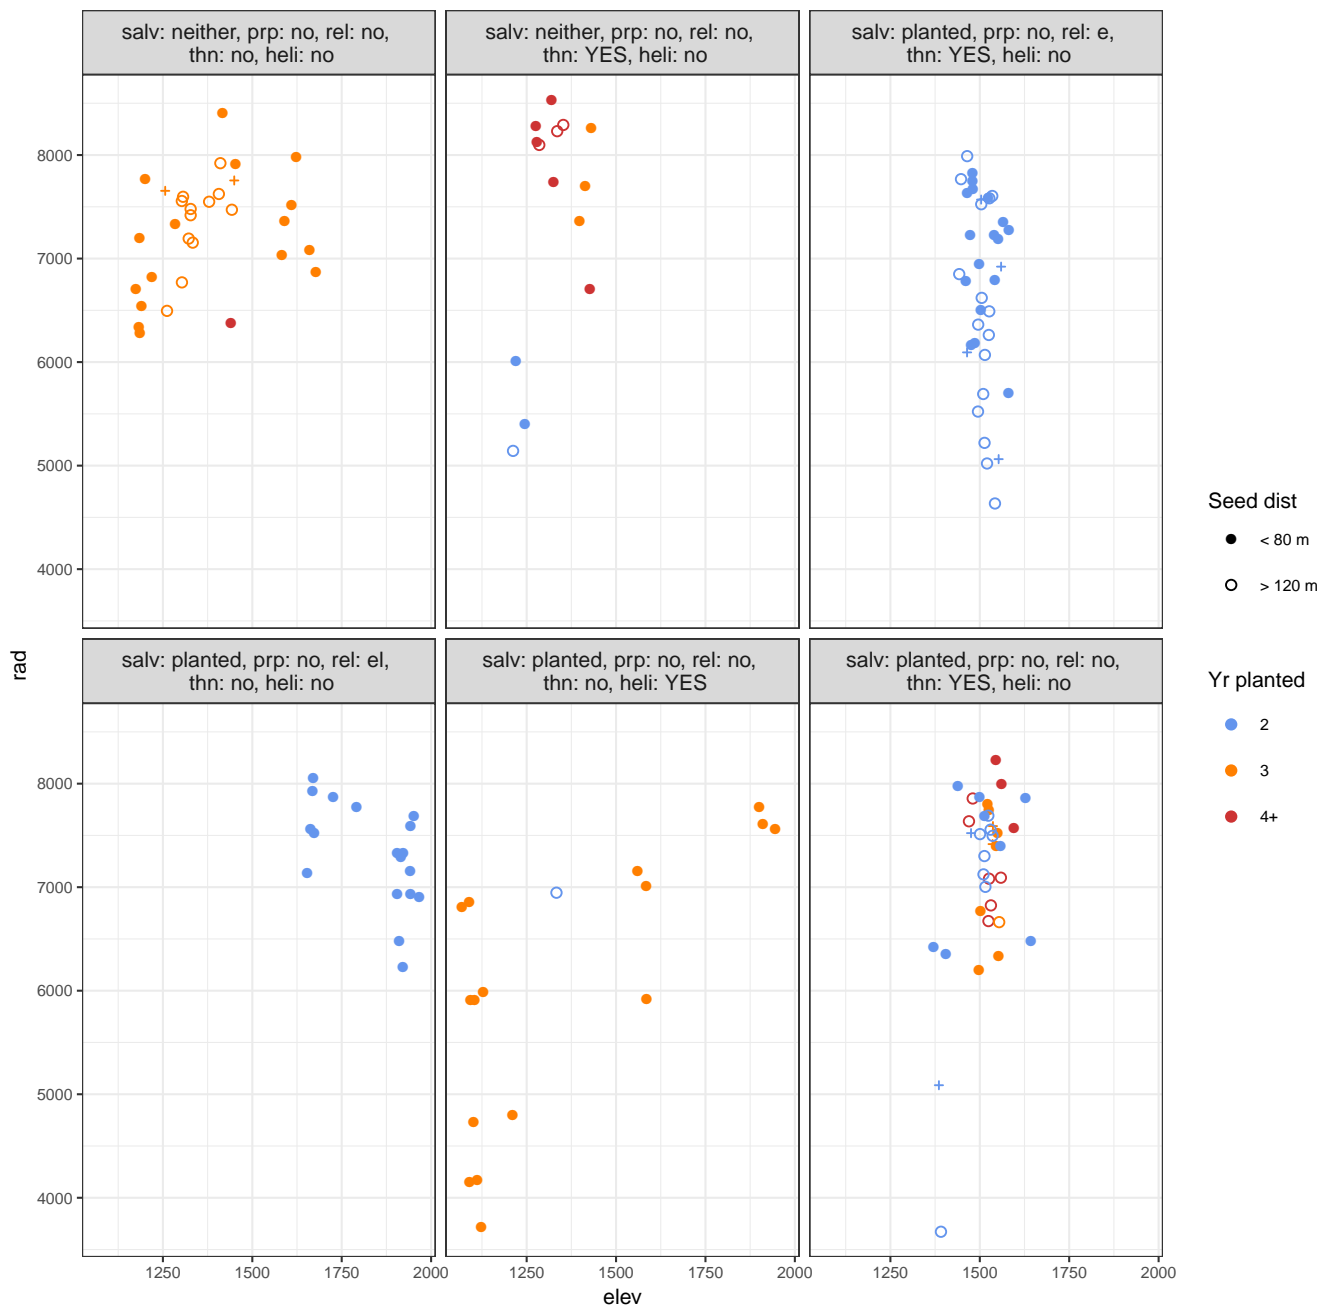 salv: neither, prp: no, rel: no,
thn: no, heli: no
salv: neither, prp: no, rel: no,
thn: YES, heli: no
salv: planted, prp: no, rel: e,
thn: YES, heli: no
8000
7000
6000
5000
4000
rad
salv: planted, prp: no, rel: el,
thn: no, heli: no
salv: planted, prp: no, rel: no,
thn: no, heli: YES
salv: planted, prp: no, rel: no,
thn: YES, heli: no
8000
7000
6000
5000
4000
1250 1500 1750 2000
1250 1500 1750 2000
1250 1500 1750 2000
elev
Seed dist
< 80 m
> 120 m
Yr planted
2
3
4+